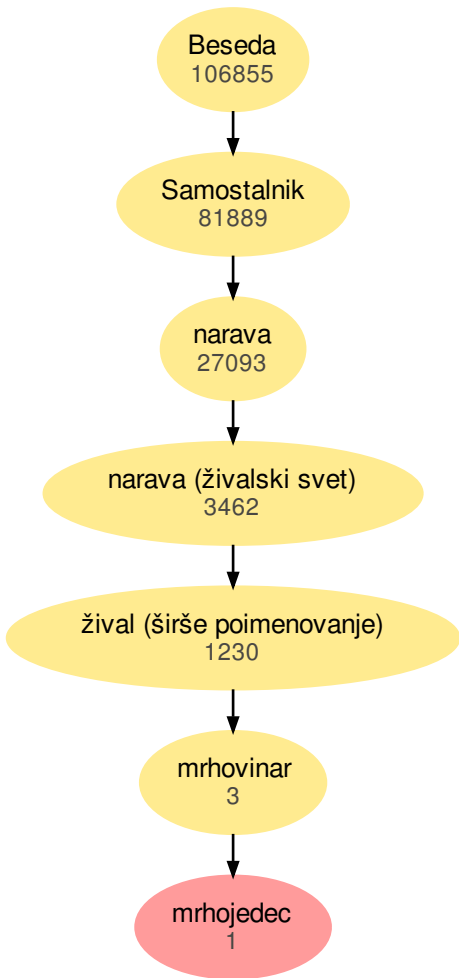 Beseda
106855
Samostalnik
81889
narava
27093
narava (živalski svet)
3462
žival (širše poimenovanje)
1230
mrhovinar
3
mrhojedec
1